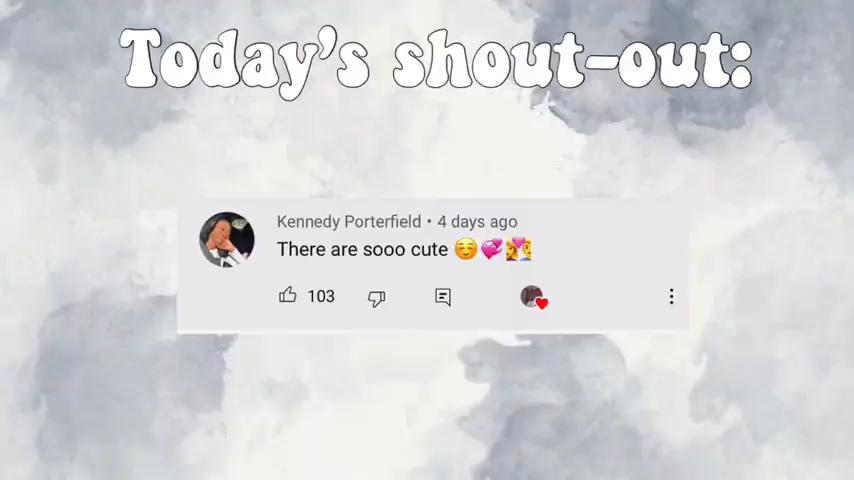 Today's shout-out:
Kennedy Porterfield • 4 days ago
There are sooo cute ☺️💞👩‍❤️‍👨
103